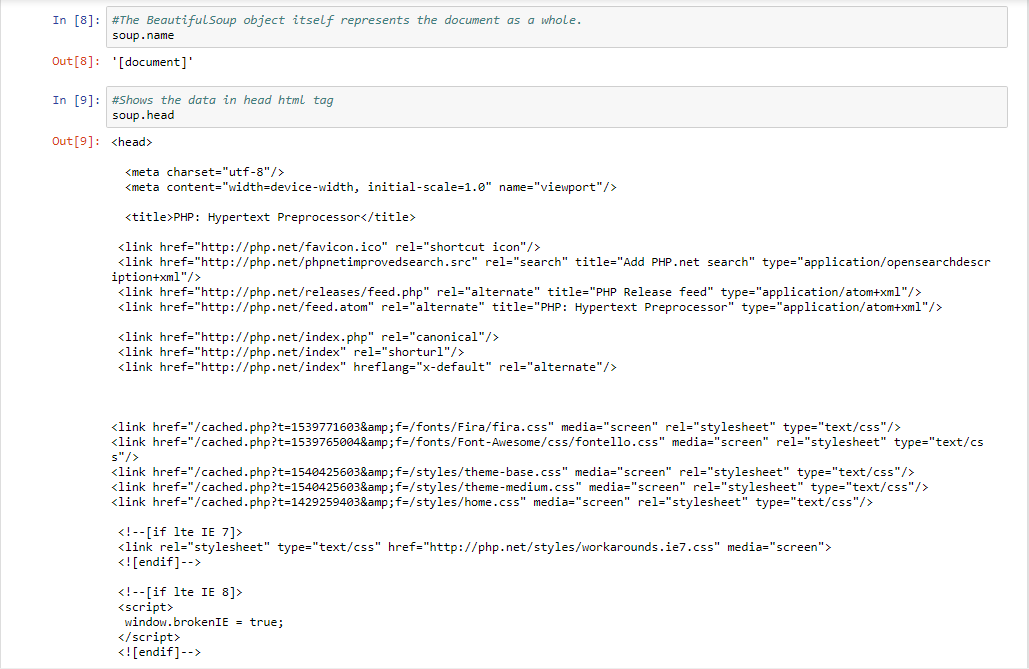 In [8]: #The BeautifulSoup object itself represents the document as a whole.
soup.name
Out[8]: '[document]'
In [9]: #Shows the data in head html tag
soup.head
Out[9]: <head>
<meta charset="utf-8"/>
<meta content="width=device-width, initial-scale=1.0" name="viewport"/>
<title>PHP: Hypertext Preprocessor</title>
<link href="http://php.net/favicon.ico" rel="shortcut icon"/>
<link href="http://php.net/phpnetimprovedsearch.src" rel="search" title="Add PHP.net search" type="application/opensearchdescr
iption+xml"/>
<link href="http://php.net/releases/feed.php" rel="alternate" title="PHP Release feed" type="application/atom+xml"/>
<link href="http://php.net/feed.atom" rel="alternate" title="PHP: Hypertext Preprocessor" type="application/atom+xml"/>
<link href="http://php.net/index.php" rel="canonical"/>
<link href="http://php.net/index" rel="shorturl"/>
<link href="http://php.net/index" hreflang="x-default" rel="alternate"/>
<link href="/cached.php?t=1539771603&amp;f=/fonts/Fira/fira.css" media="screen" rel="stylesheet" type="text/css"/>
<link href="/cached.php?t=1539765004&amp;f=/fonts/Font-Awesome/css/fontello.css" media="screen" rel="stylesheet" type="text/cs
s"/>
<link href="/cached.php?t=1540425603&amp;f=/styles/theme-base.css" media="screen" rel="stylesheet" type="text/css"/>
<link href="/cached.php?t=1540425603&amp;f=/styles/theme-medium.css" media="screen" rel="stylesheet" type="text/css"/>
<link href="/cached.php?t=1429259403&amp;f=/styles/home.css" media="screen" rel="stylesheet" type="text/css"/>
<!--[if lte IE 7]>
<link rel="stylesheet" type="text/css" href="http://php.net/styles/workarounds.ie7.css" media="screen">
<![endif]-->
<!--[if lte IE 8]>
<script>
window.brokenIE = true;
</script>
<![endif]-->